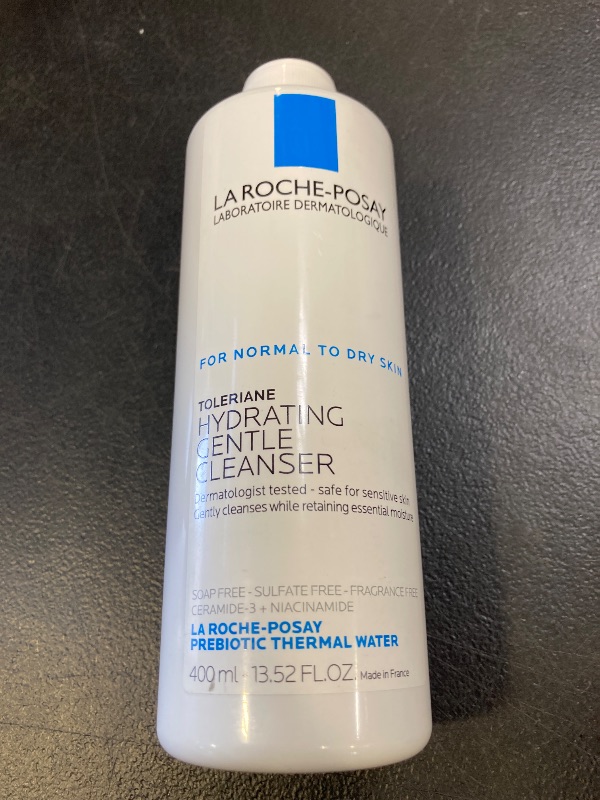 LA ROCHE-POSAY
LABORATOIRE DERMATOLOGIQUE
FOR NORMAL TO DRY SKIN
TOLERIANE
HYDRATING
GENTLE
CLEANSER
Dermatologist tested - safe for sensitive skin
Gently cleanses while retaining essential moisture
SOAP FREE - SULFATE FREE - FRAGRANCE FREE
CERAMIDE-3 + NIACINAMIDE
LA ROCHE-POSAY
PREBIOTIC THERMAL WATER
400 ml - 13.52 FL.OZ. Made in France